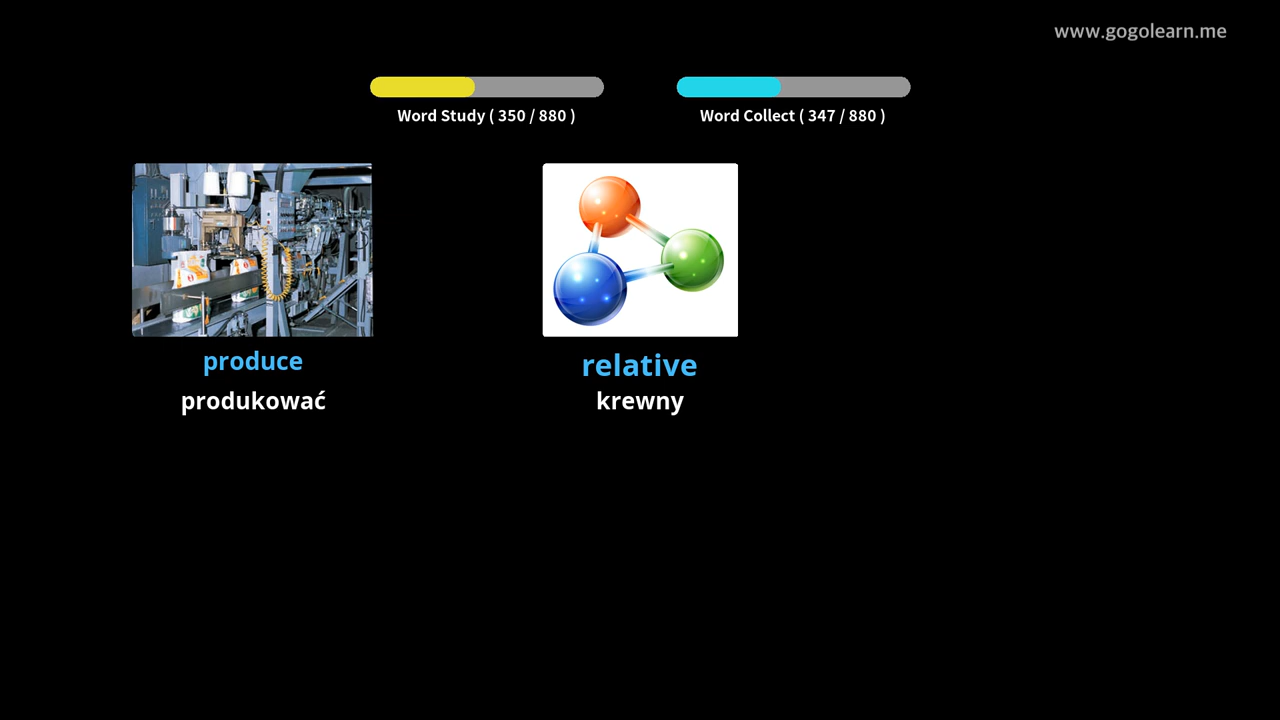 www.gogolearn.me
Word Study ( 350 / 880 )
Word Collect ( 347 / 880 )
produce
produkować
relative
krewny